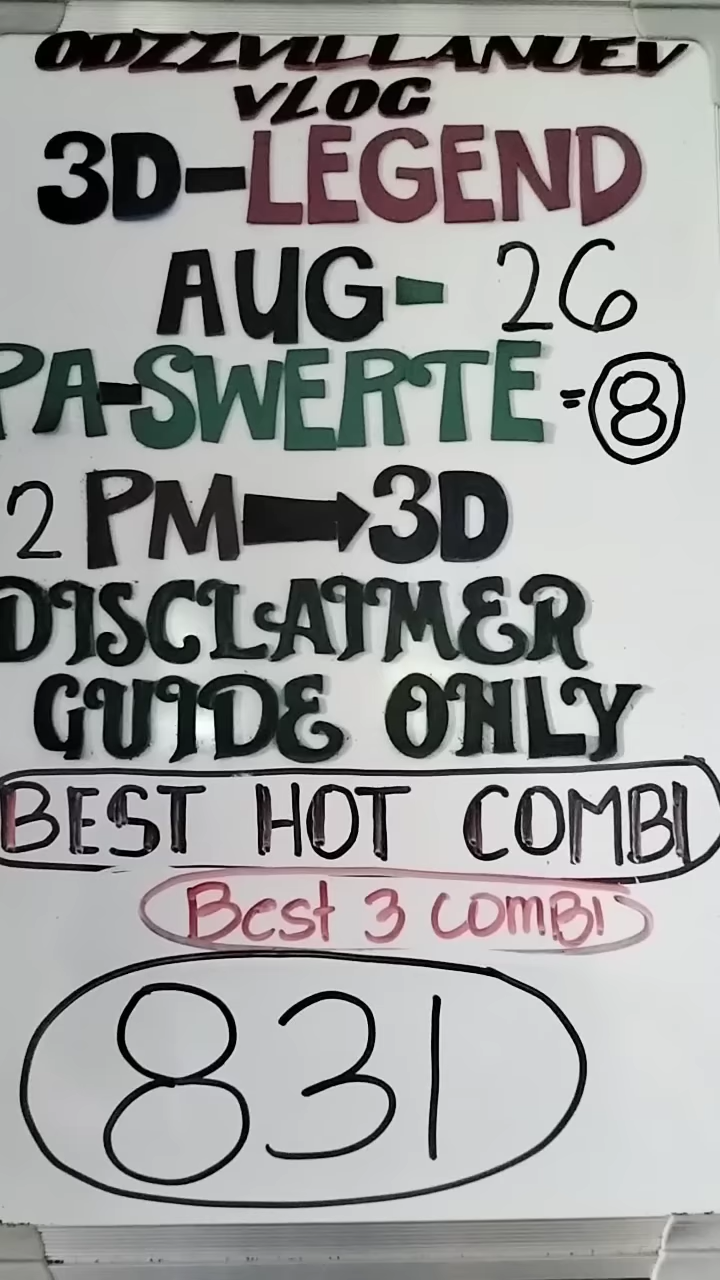 ODZZVILLANUEV
VLOG
3D-LEGEND
AUG- 26
PA-SWERTE =8
2 PM➡3D
DISCLAIMER
GUIDE ONLY
BEST HOT COMBI
Best 3 comBI
831